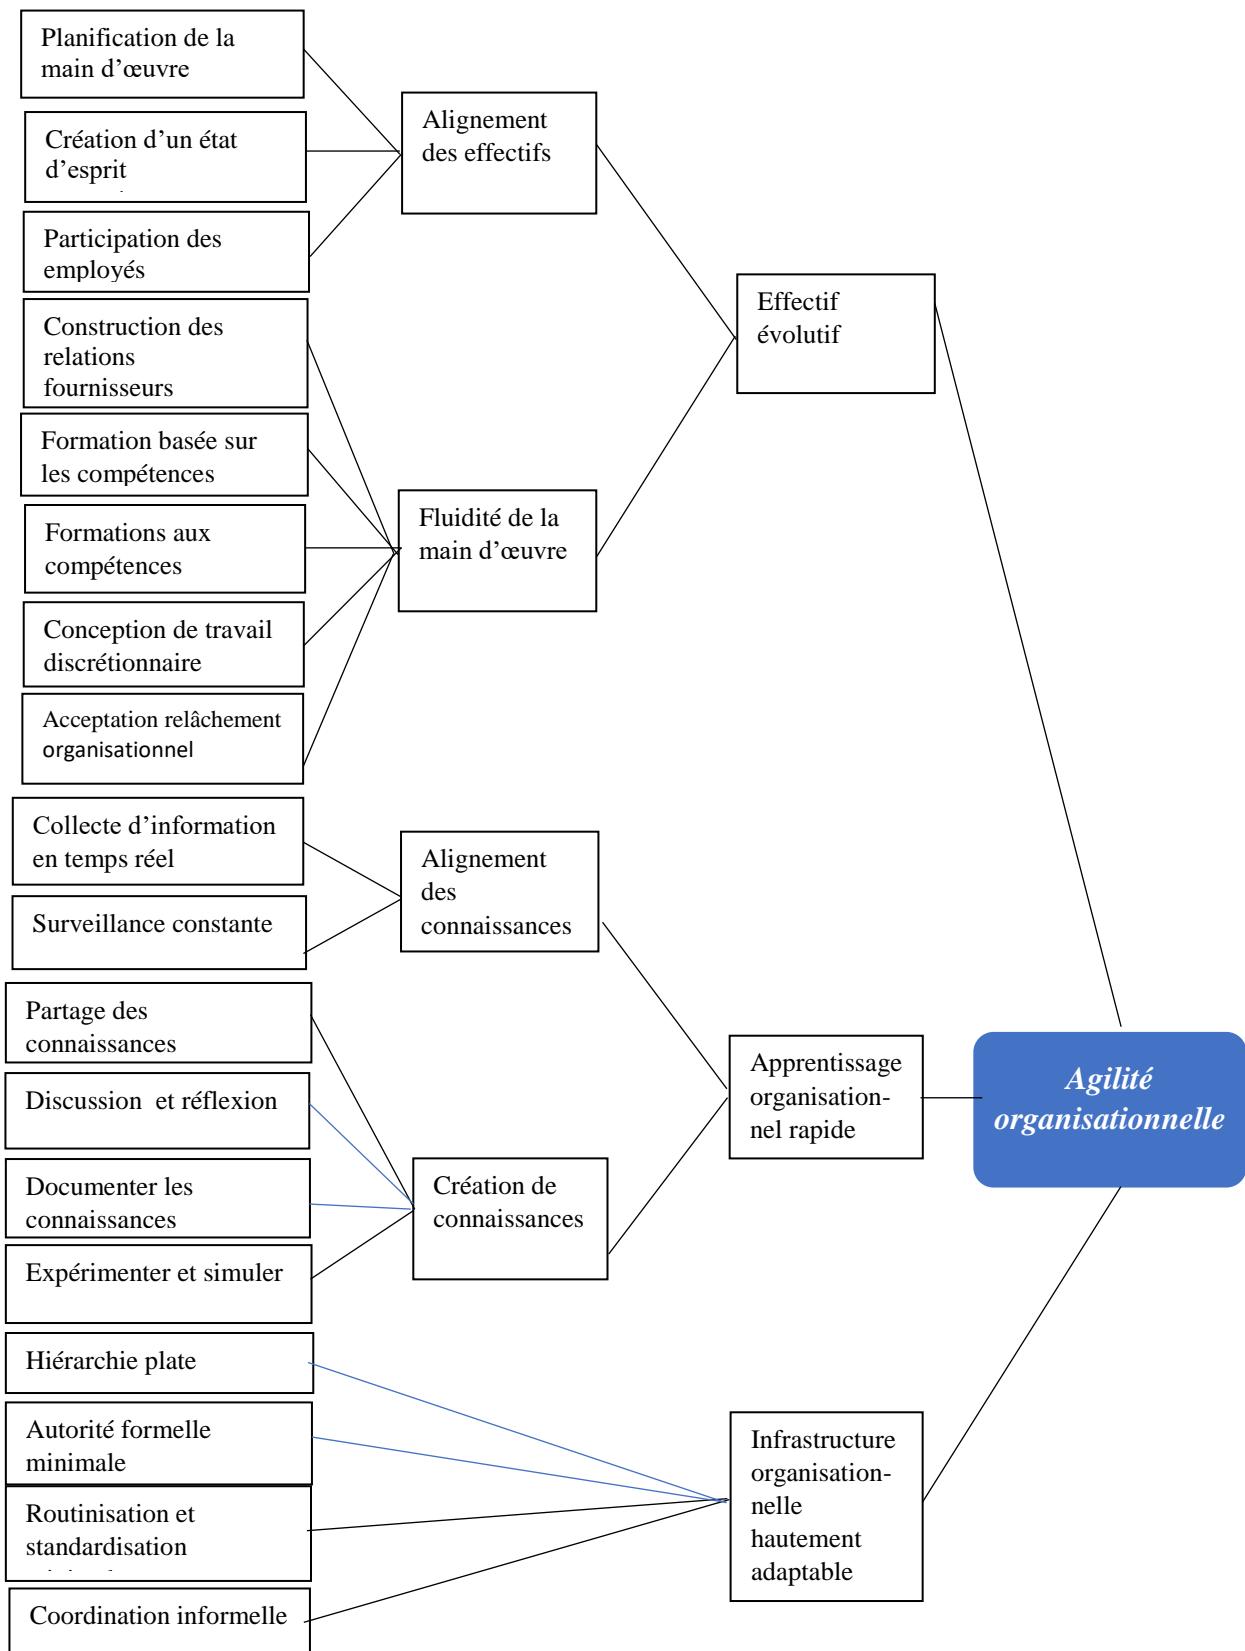 Planification de la
main d’œuvre
Création d’un état
d’esprit
Participation des
employés
Construction des
relations
fournisseurs
Formation basée sur
les compétences
Formations aux
compétences
Conception de travail
discrétionnaire
Acceptation relâchement
organisationnel
Collecte d’information
en temps réel
Surveillance constante
Partage des
connaissances
Discussion  et réflexion
Documenter les
connaissances
Expérimenter et simuler
Hiérarchie plate
Autorité formelle
minimale
Routinisation et
standardisation
Coordination informelle
Alignement
des effectifs
Fluidité de la
main d’œuvre
Alignement
des
connaissances
Création de
connaissances
Effectif
évolutif
Apprentissage
organisation-
nel rapide
Infrastructure
organisation-
nelle
hautement
adaptable
Agilité
organisationnelle